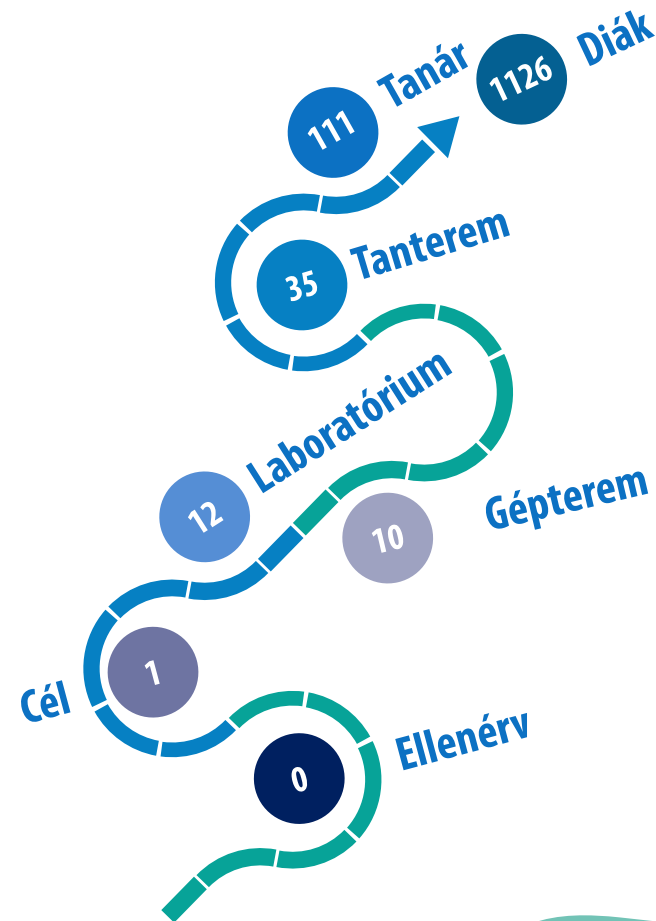 1126 Diák
111 Tanár
35 Tanterem
12 Laboratórium
10 Gépterem
1 Cél
0 Ellenérv